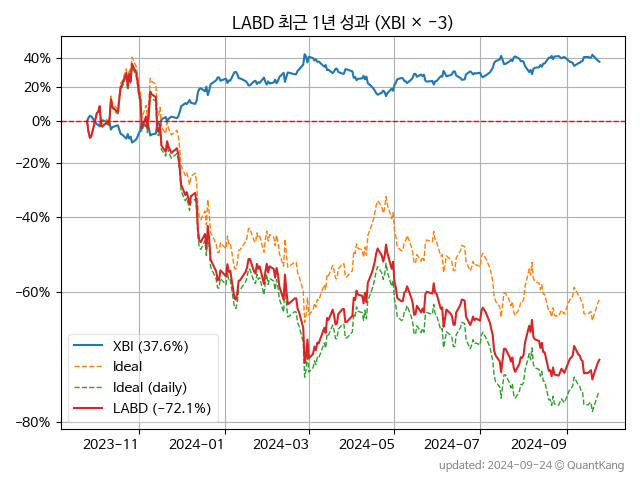 LABD 최근 1년 성과 (XBI × −3)
40%
20%
0%
−20%
−40%
−60%
−80%
XBI (37.6%)
Ideal
Ideal (daily)
LABD (−72.1%)
2023−11
2024−01
2024−03
2024−05
2024−07
2024−09
updated: 2024−09−24 © QuantKang